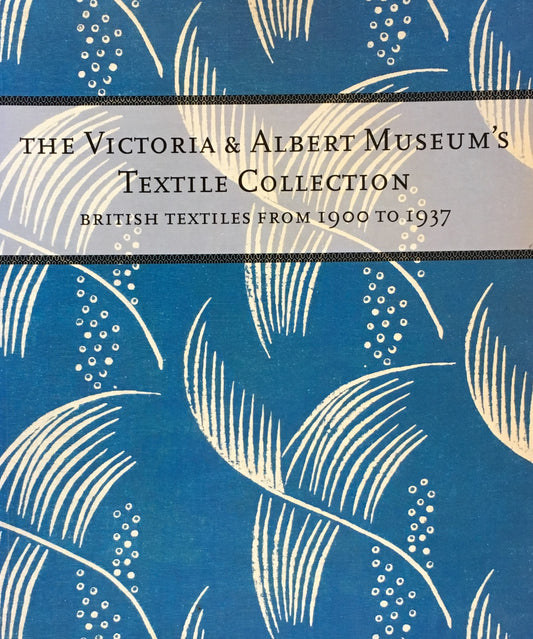 THE VICTORIA & ALBERT MUSEUM'S
TEXTILE COLLECTION
BRITISH TEXTILES FROM 1900 TO 1937